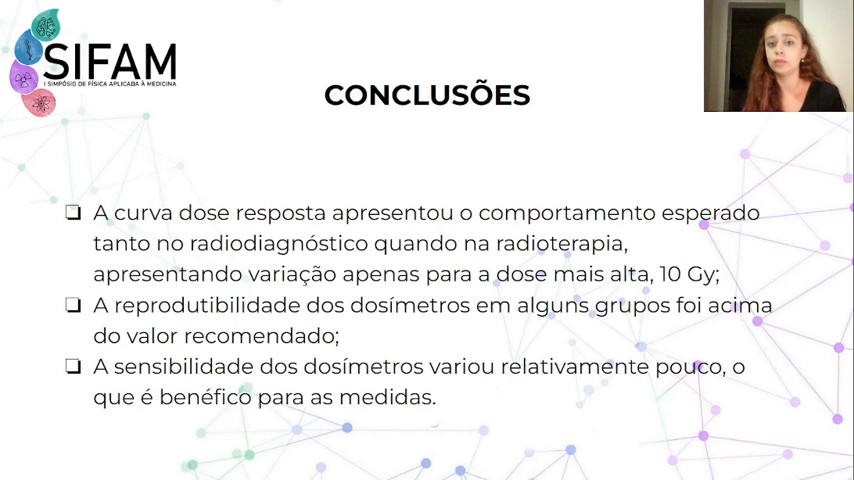 SIFAM
I SIMPÓSIO DE FÍSICA APLICADA À MEDICINA
CONCLUSÕES
A curva dose resposta apresentou o comportamento esperado
tanto no radiodiagnóstico quando na radioterapia,
apresentando variação apenas para a dose mais alta, 10 Gy;
A reprodutibilidade dos dosímetros em alguns grupos foi acima
do valor recomendado;
A sensibilidade dos dosímetros variou relativamente pouco, o
que é benéfico para as medidas.